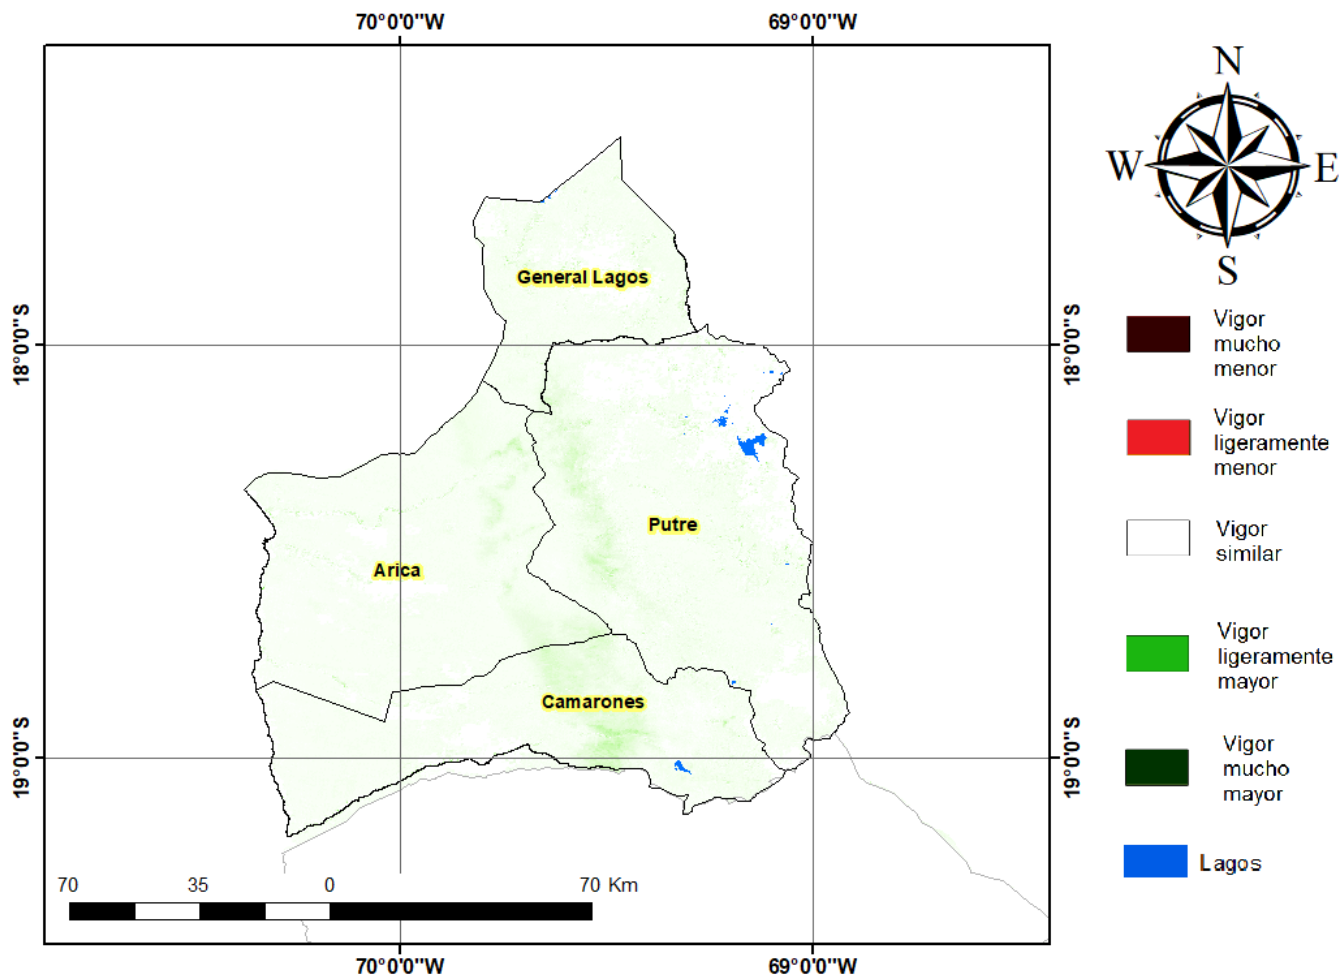 70°0'0"W
69°0'0"W
N
W
E
S
18°0'0"S
18°0'0"S
General Lagos
Putre
Arica
Camarones
19°0'0"S
19°0'0"S
Vigor
mucho
menor
Vigor
ligeramente
menor
Vigor
similar
Vigor
ligeramente
mayor
Vigor
mucho
mayor
Lagos
70
35
0
70 Km
70°0'0"W
69°0'0"W